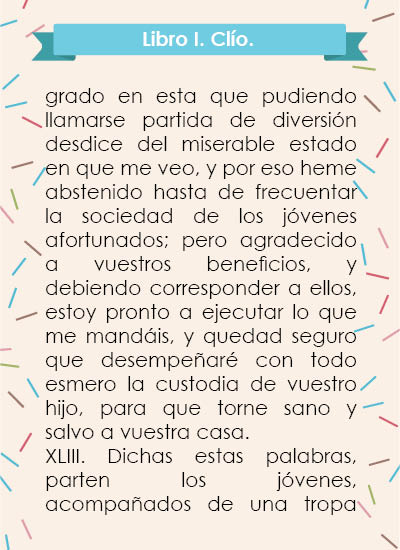 Libro I. Clío.
grado en esta que pudiendo
llamarse partida de diversión
desdice del miserable estado
en que me veo, y por eso heme
abstenido hasta de frecuentar
la sociedad de los jóvenes
afortunados; pero agradecido
a vuestros beneficios, y
debiendo corresponder a ellos,
estoy pronto a ejecutar lo que
me mandáis, y quedad seguro
que desempeñaré con todo
esmero la custodia de vuestro
hijo, para que torne sano y
salvo a vuestra casa.
XLIII. Dichas estas palabras,
parten los jóvenes,
acompañados de una tropa